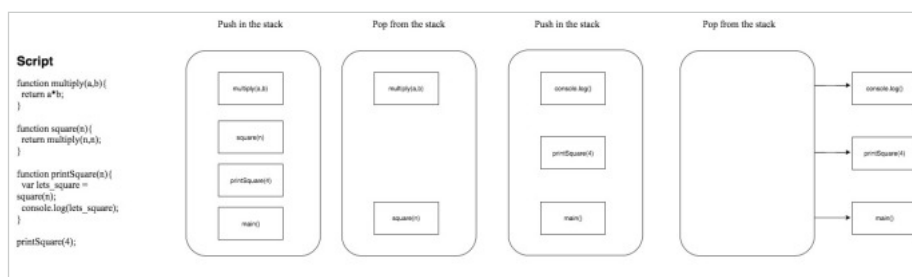 Push in the stack
Pop from the stack
Push in the stack
Pop from the stack
Script
function multiply(a,b){
return a*b;
}
function square(n){
return multiply(n,n);
}
function printSquare(n){
var lets_square =
square(n);
console.log(lets_square);
}
printSquare(4);
multiply(a,b)
square(n)
printSquare(4)
main()
multiply(a,b)
square(n)
console.log()
printSquare(4)
main()
console.log()
printSquare(4)
main()